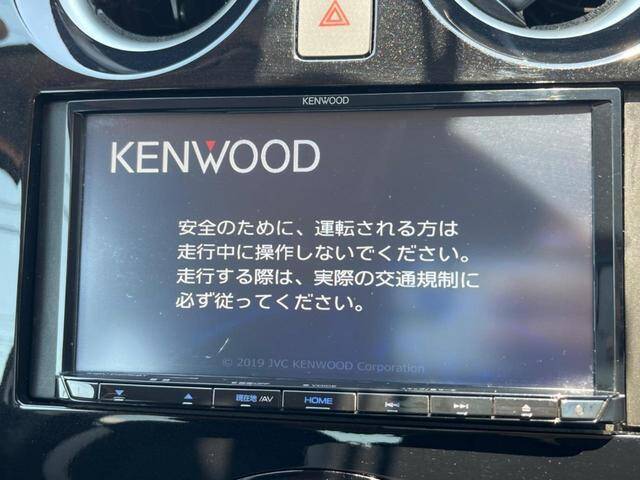 KENWOOD
KENWOOD
安全のために、運転される方は
走行中に操作しないでください。
走行する際は、実際の交通規制に
必ず従ってください。
© 2019 JVC KENWOOD Corporation
現在地/AV
HOME